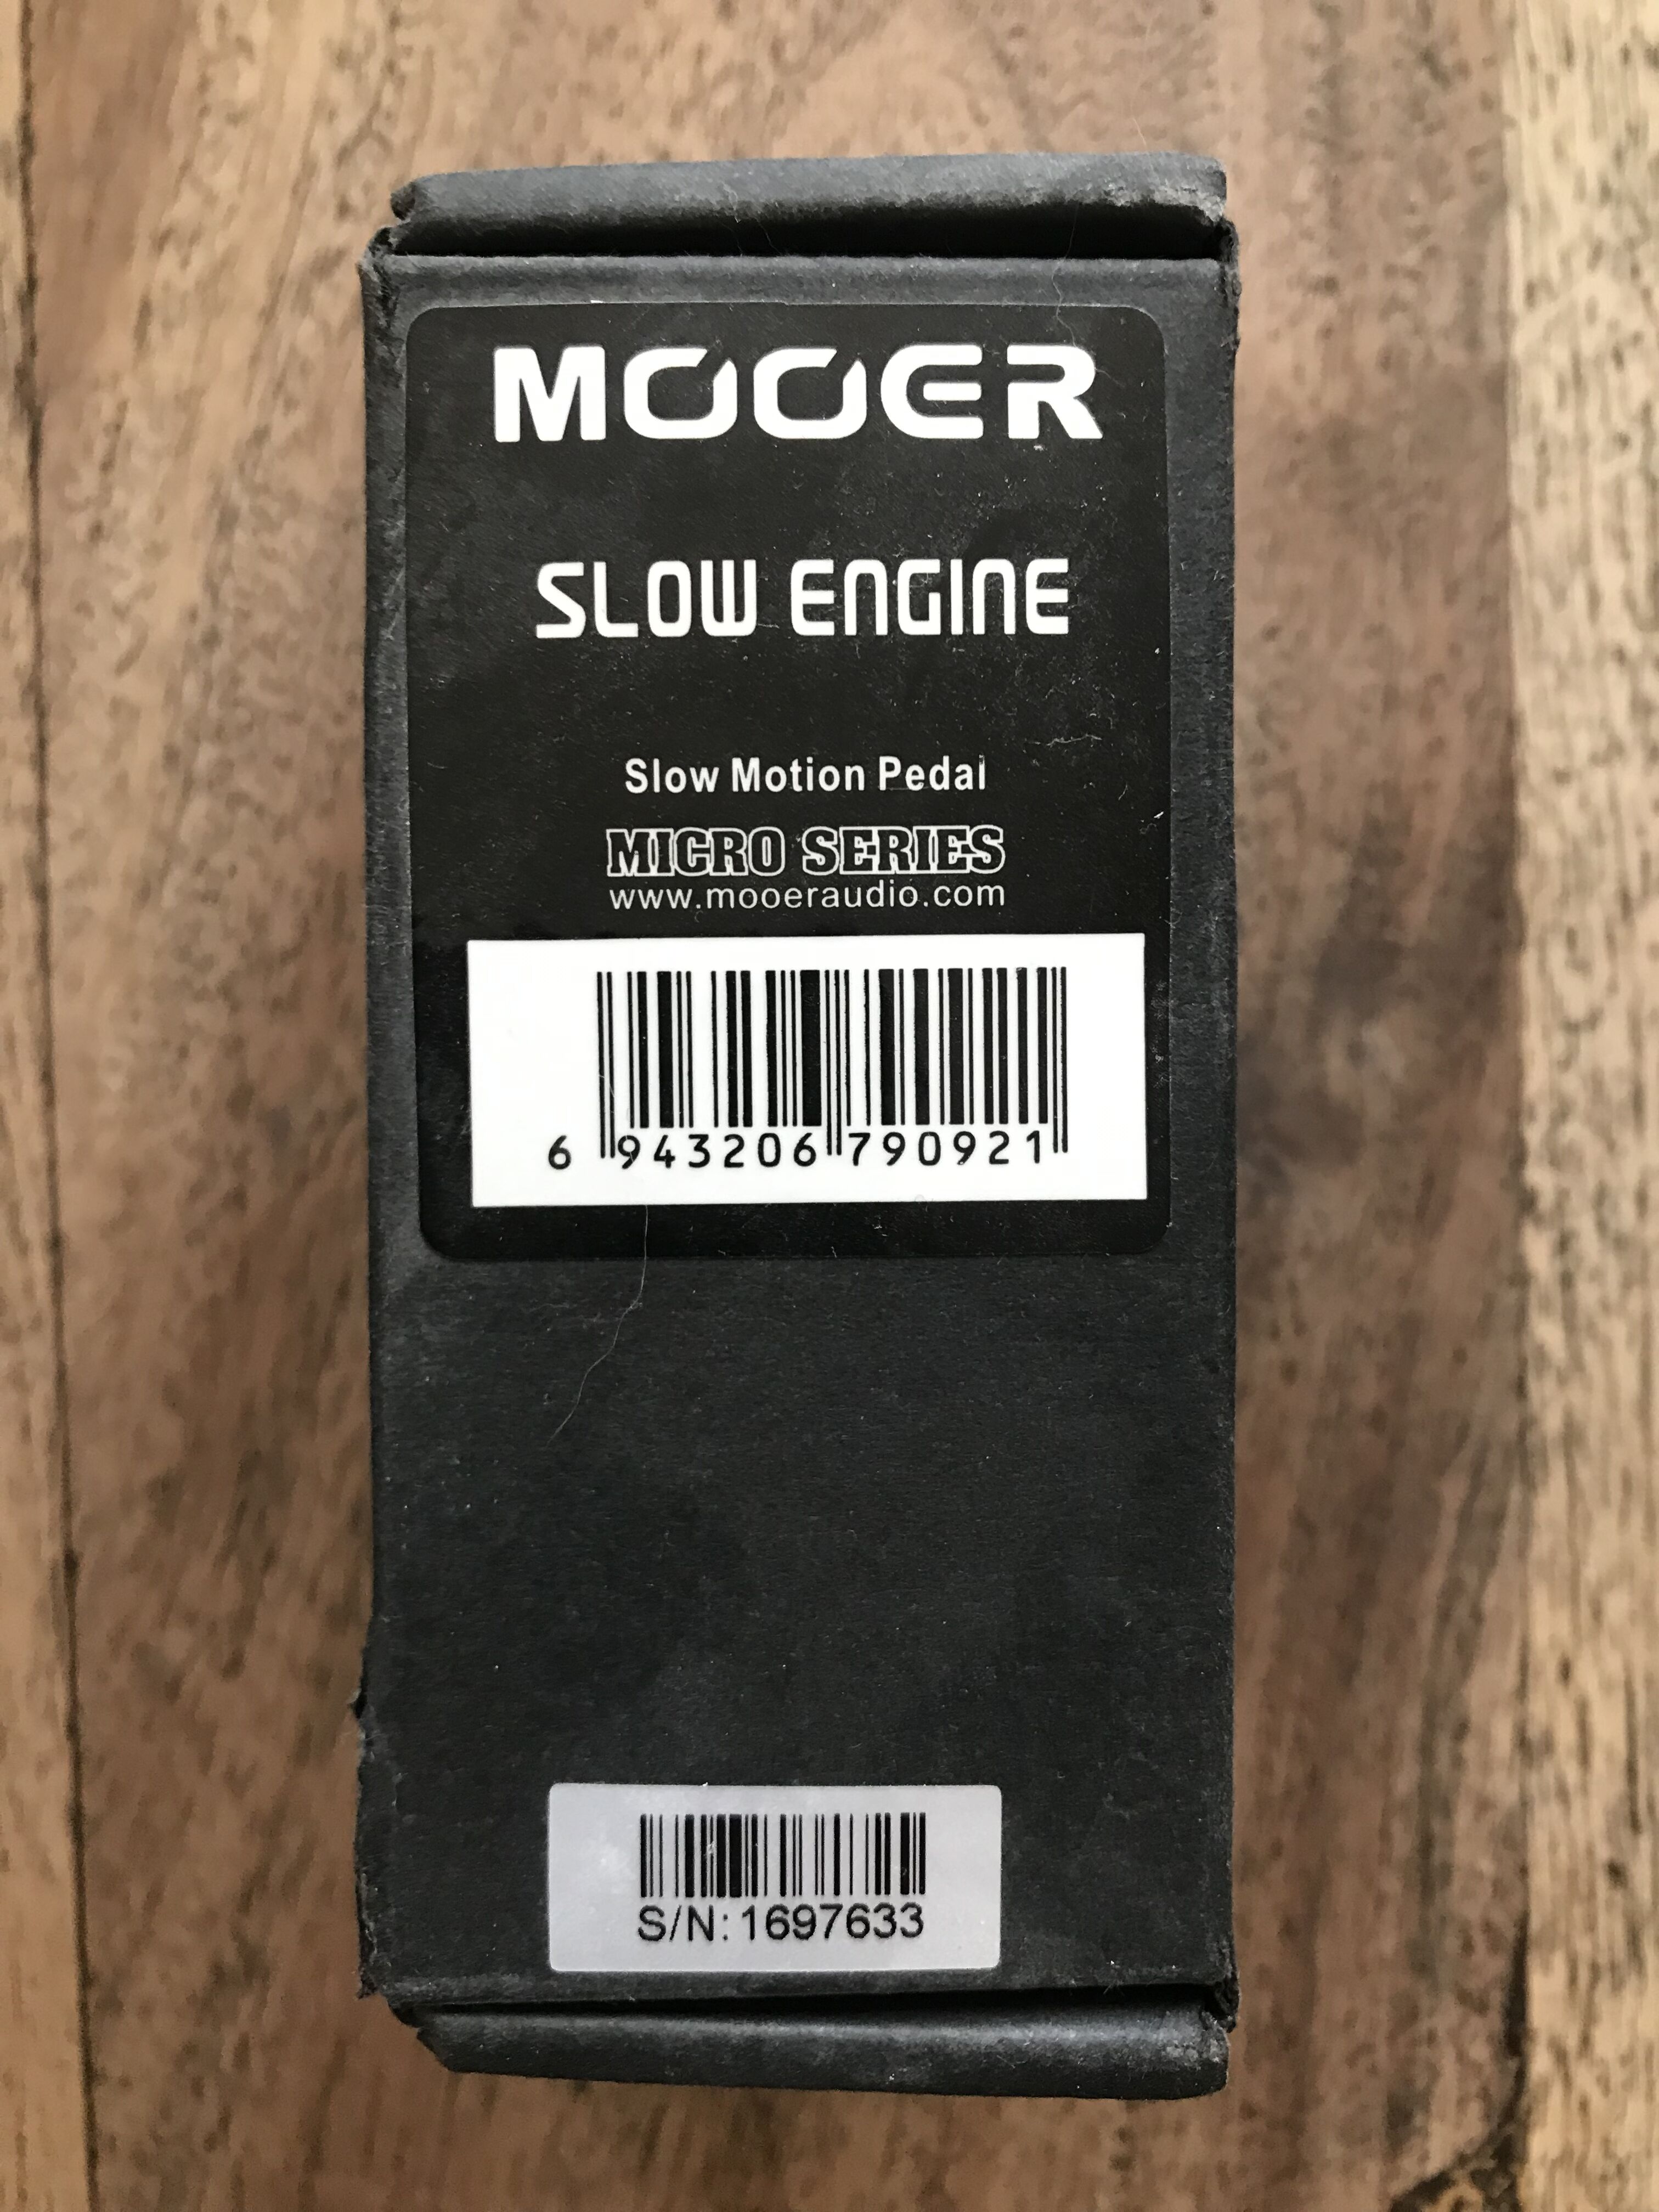 MOOER
SLOW ENGINE
Slow Motion Pedal
MICRO SERIES
www.mooeraudio.com
6 943206 790921
S/N: 1697633